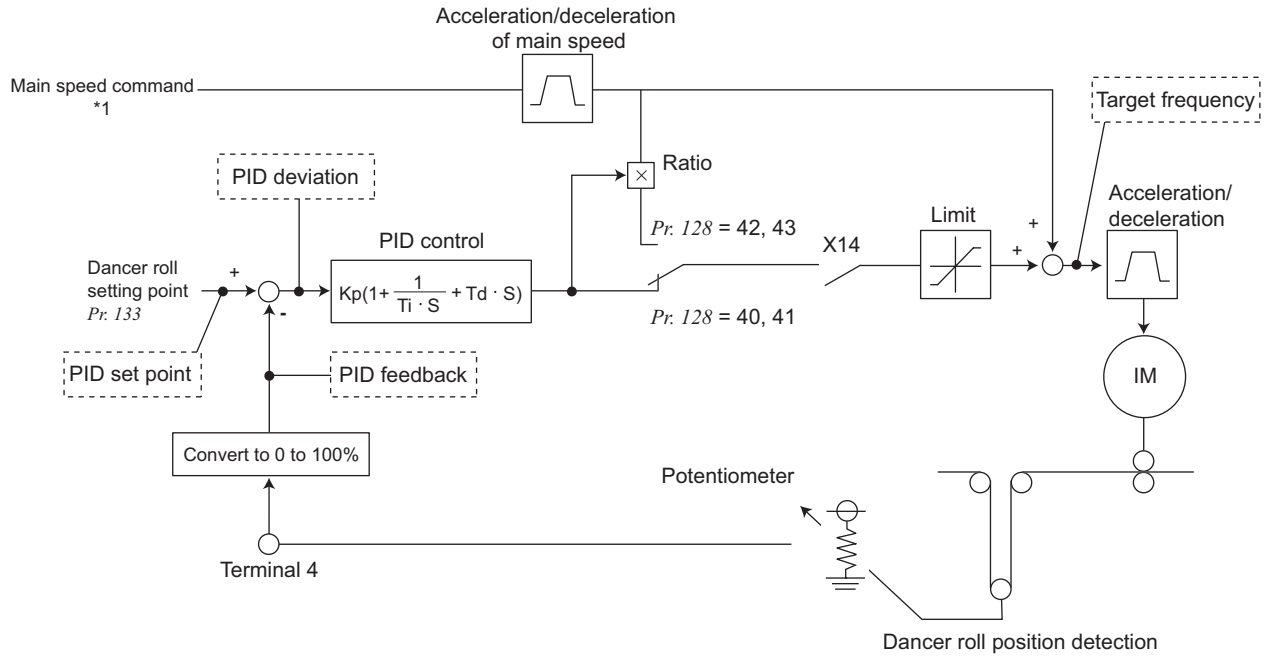 Acceleration/deceleration
of main speed
Main speed command
*1
Target frequency
PID deviation
Ratio
Acceleration/
deceleration
Pr. 128 = 42, 43
Limit
PID control
X14
+
+
Dancer roll
setting point
Pr. 133
+
-
Kp(1+ 1/(Ti · S) + Td · S)
Pr. 128 = 40, 41
PID set point
PID feedback
IM
Convert to 0 to 100%
Potentiometer
Terminal 4
Dancer roll position detection